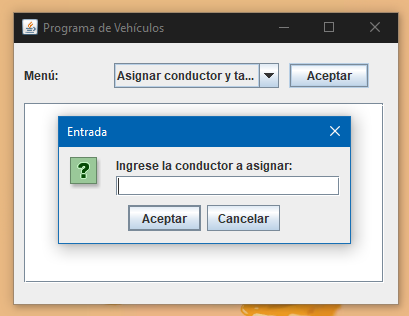 Programa de Vehículos
Menú:
Asignar conductor y ta...
Aceptar
Entrada
Ingrese la conductor a asignar:
Aceptar
Cancelar